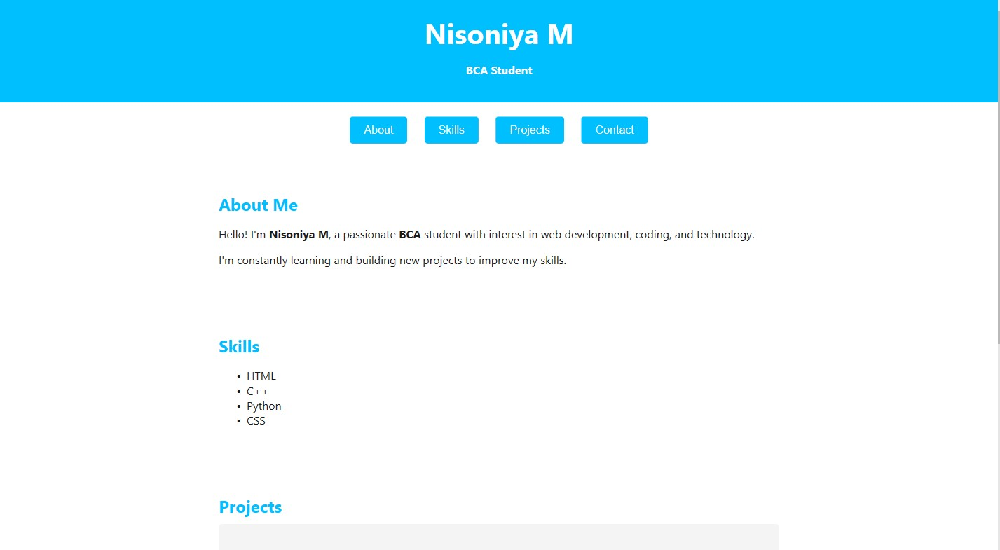 Nisoniya M
BCA Student
About Skills Projects Contact
About Me
Hello! I'm Nisoniya M, a passionate BCA student with interest in web development, coding, and technology.
I'm constantly learning and building new projects to improve my skills.
Skills
• HTML
• C++
• Python
• CSS
Projects